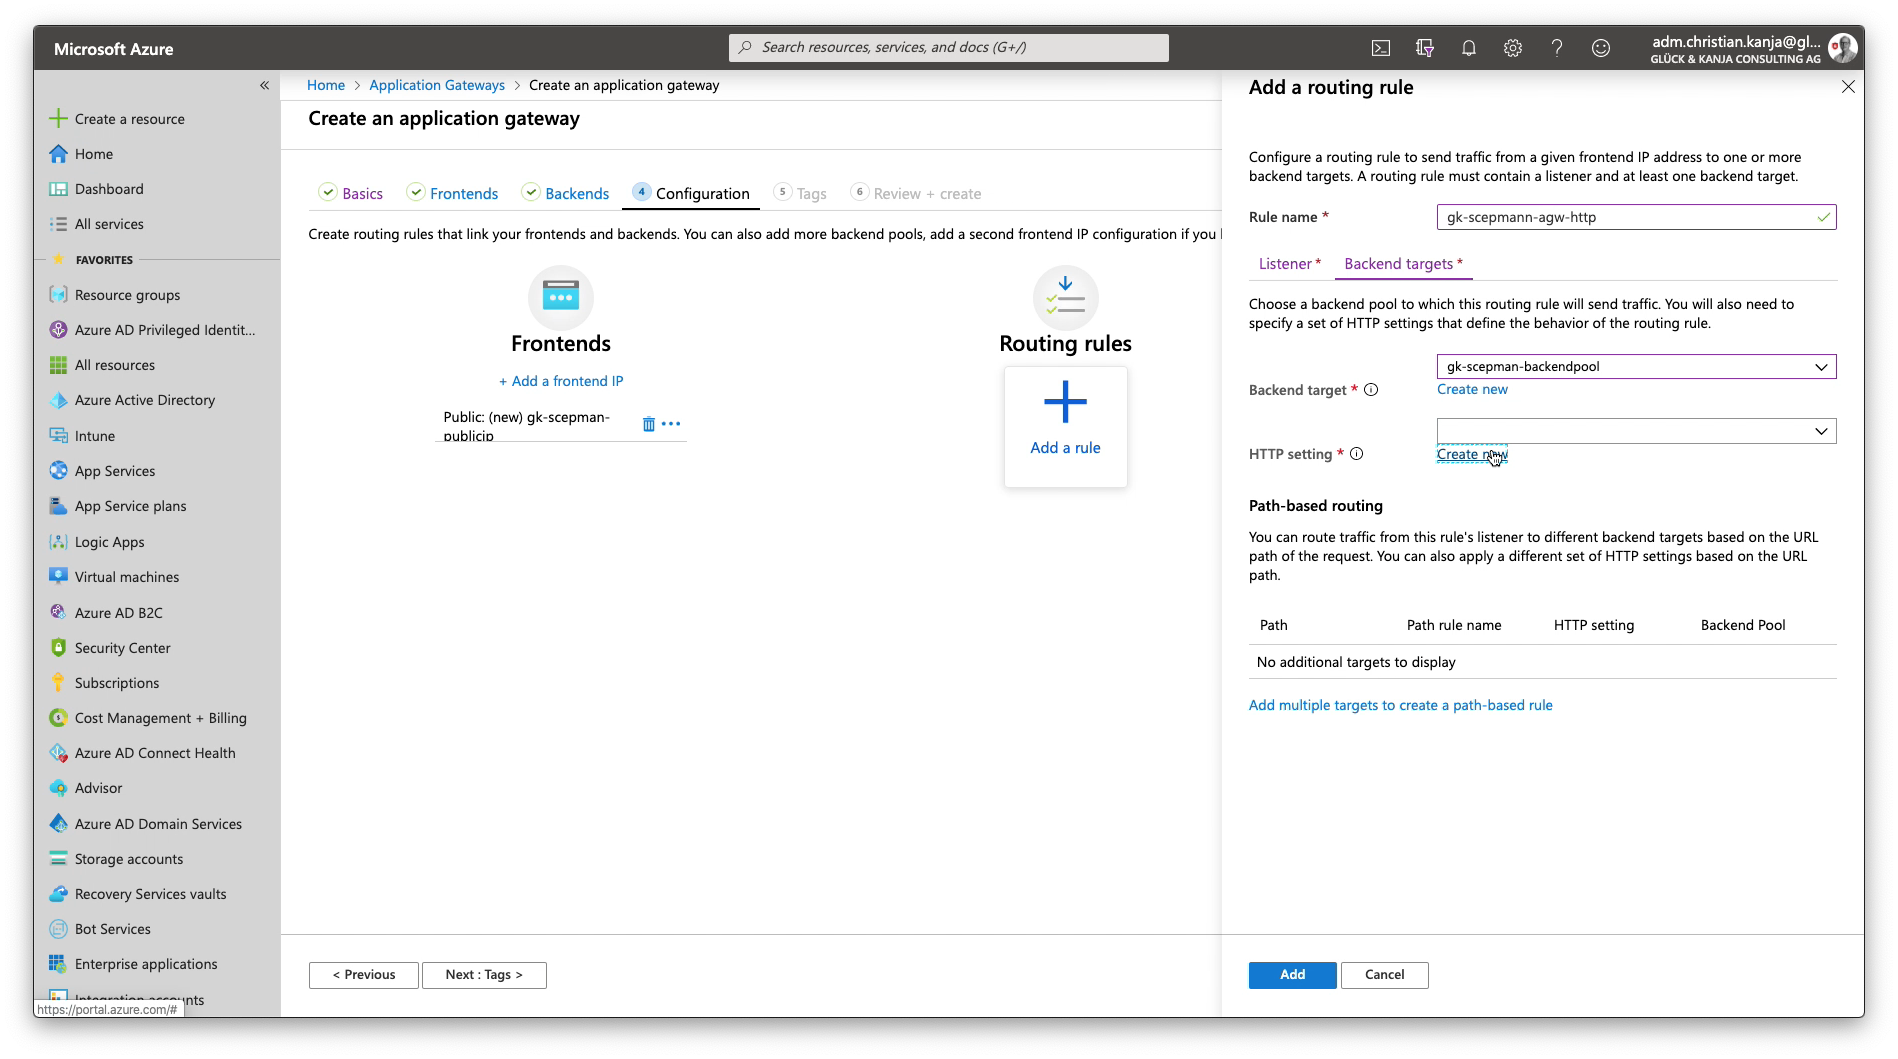 Microsoft Azure
Search resources, services, and docs (G+/)
adm.christian.kanja@gl...
GLÜCK & KANJA CONSULTING AG
Create a resource
Home
Dashboard
All services
FAVORITES
Resource groups
Azure AD Privileged Identit...
All resources
Azure Active Directory
Intune
App Services
App Service plans
Logic Apps
Virtual machines
Azure AD B2C
Security Center
Subscriptions
Cost Management + Billing
Azure AD Connect Health
Advisor
Azure AD Domain Services
Storage accounts
Recovery Services vaults
Bot Services
Enterprise applications
Integration accounts
https://portal.azure.com/#
Home > Application Gateways > Create an application gateway
Create an application gateway
Basics Frontends Backends 4 Configuration 5 Tags 6 Review + create
Create routing rules that link your frontends and backends. You can also add more backend pools, add a second frontend IP configuration if you
Frontends
+ Add a frontend IP
Public: (new) gk-scepman-
publicip
Routing rules
Add a rule
< Previous
Next : Tags >
Add a routing rule
Configure a routing rule to send traffic from a given frontend IP address to one or more
backend targets. A routing rule must contain a listener and at least one backend target.
Rule name *
gk-scepmann-agw-http
Listener * Backend targets *
Choose a backend pool to which this routing rule will send traffic. You will also need to
specify a set of HTTP settings that define the behavior of the routing rule.
gk-scepman-backendpool
Backend target *
Create new
HTTP setting *
Create new
Path-based routing
You can route traffic from this rule's listener to different backend targets based on the URL
path of the request. You can also apply a different set of HTTP settings based on the URL
path.
Path Path rule name HTTP setting Backend Pool
No additional targets to display
Add multiple targets to create a path-based rule
Add
Cancel